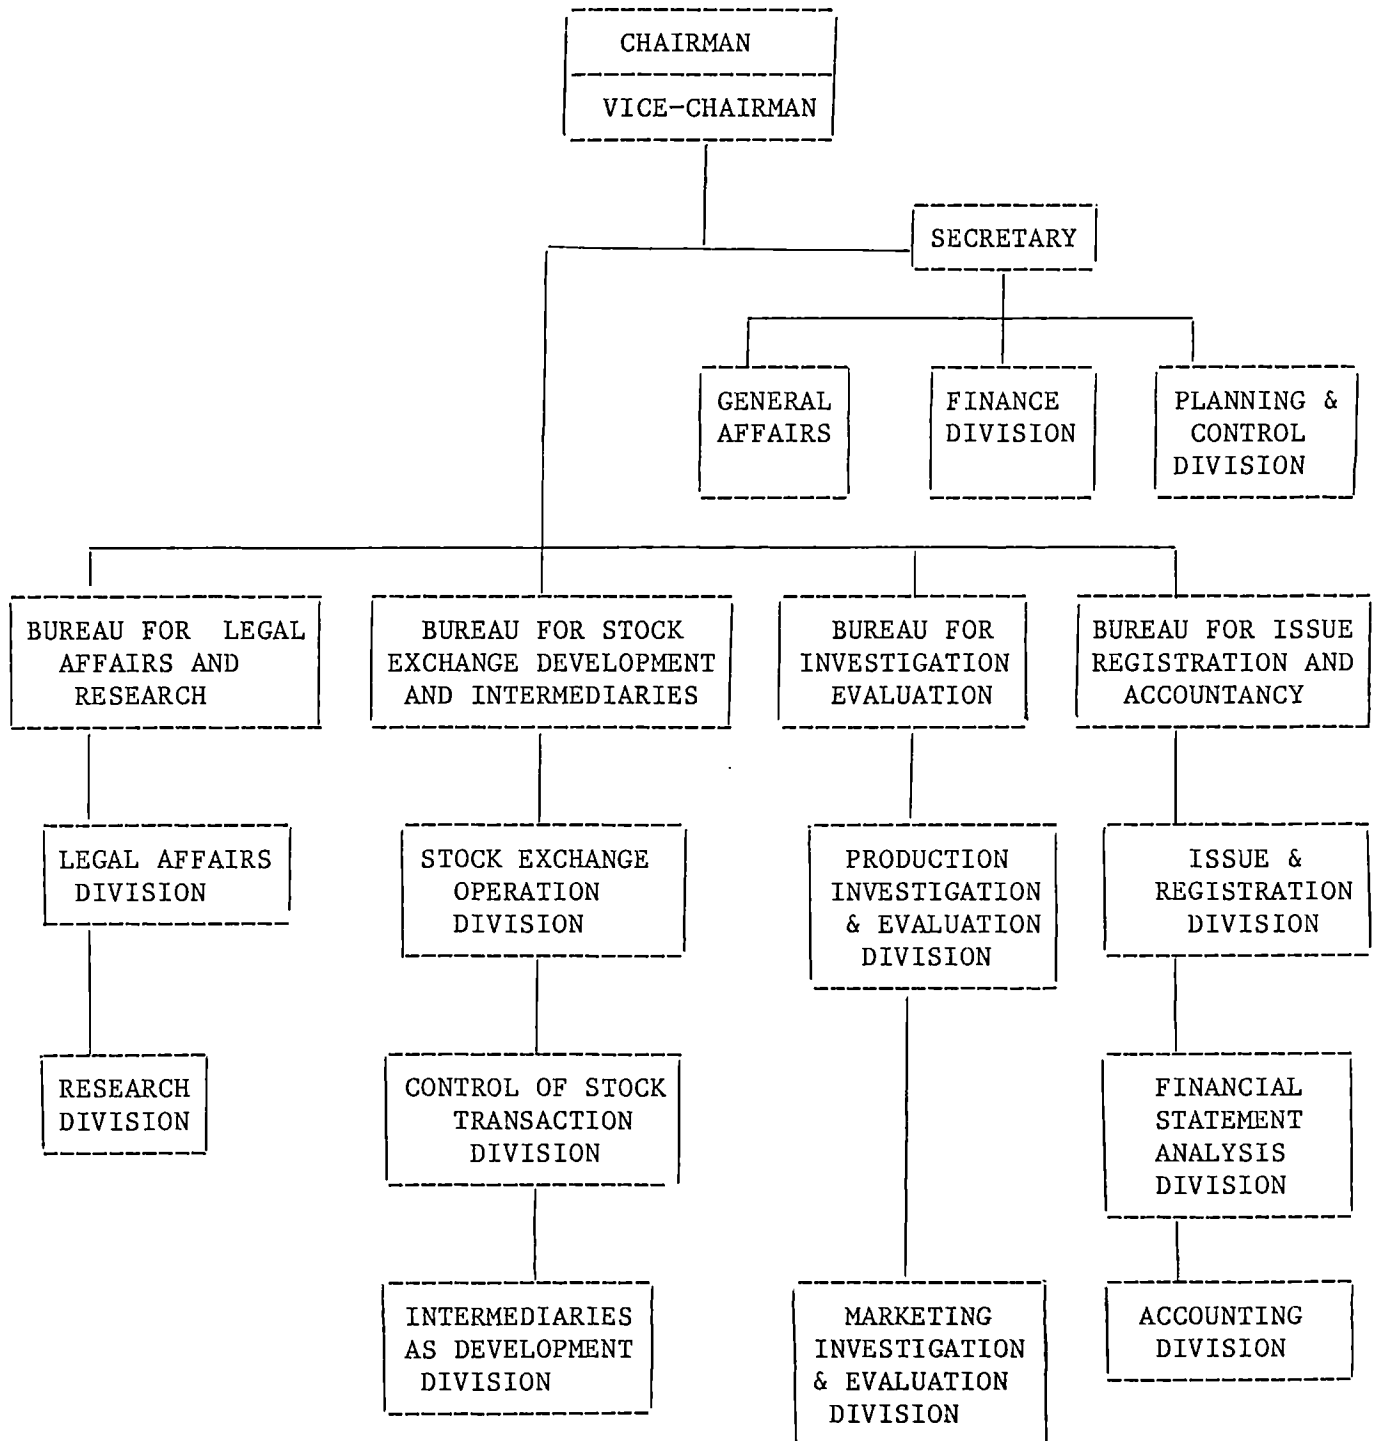 CHAIRMAN
VICE-CHAIRMAN
SECRETARY
GENERAL
AFFAIRS
FINANCE
DIVISION
PLANNING &
CONTROL
DIVISION
BUREAU FOR LEGAL
AFFAIRS AND
RESEARCH
BUREAU FOR STOCK
EXCHANGE DEVELOPMENT
AND INTERMEDIARIES
BUREAU FOR
INVESTIGATION
EVALUATION
BUREAU FOR ISSUE
REGISTRATION AND
ACCOUNTANCY
LEGAL AFFAIRS
DIVISION
STOCK EXCHANGE
OPERATION
DIVISION
PRODUCTION
INVESTIGATION
& EVALUATION
DIVISION
ISSUE &
REGISTRATION
DIVISION
RESEARCH
DIVISION
CONTROL OF STOCK
TRANSACTION
DIVISION
FINANCIAL
STATEMENT
ANALYSIS
DIVISION
INTERMEDIARIES
AS DEVELOPMENT
DIVISION
MARKETING
INVESTIGATION
& EVALUATION
DIVISION
ACCOUNTING
DIVISION